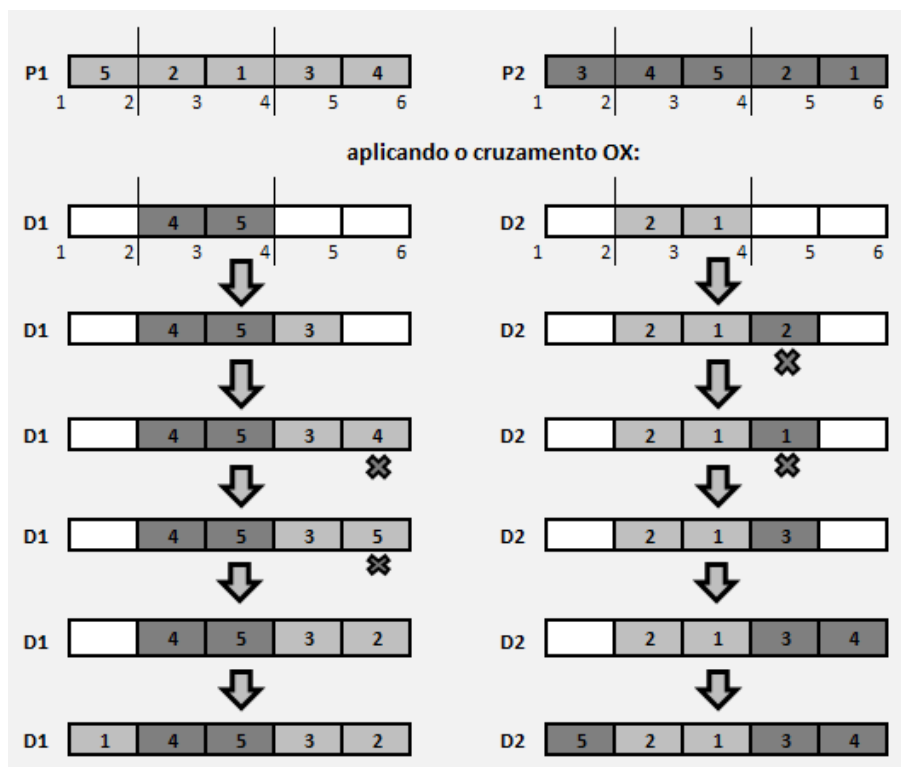 P1 5 2 1 3 4 P2 3 4 5 2 1
1 2 3 4 5 6 1 2 3 4 5 6
aplicando o cruzamento OX:
D1 4 5 D2 2 1
1 2 3 4 5 6 1 2 3 4 5 6
D1 4 5 3 D2 2 1 2
D1 4 5 3 4 D2 2 1 1
D1 4 5 3 5 D2 2 1 3
D1 4 5 3 2 D2 2 1 3 4
D1 1 4 5 3 2 D2 5 2 1 3 4